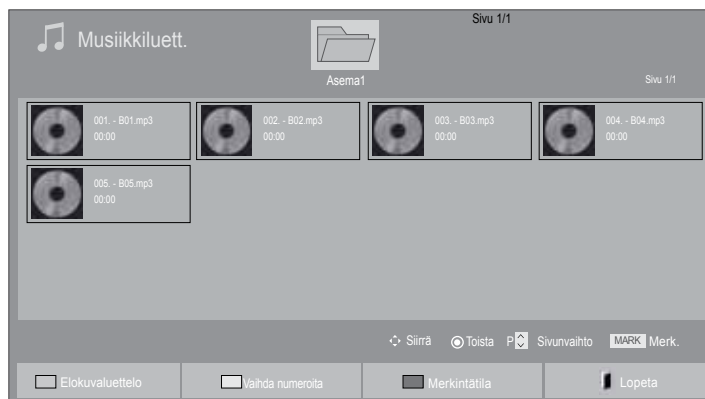 Sivu 1/1
Musiikkiluett.
Asema1
Sivu 1/1
001. - B01.mp3
00:00
002. - B02.mp3
00:00
003. - B03.mp3
00:00
004. - B04.mp3
00:00
005. - B05.mp3
00:00
Siirrä Toista P Sivunvaihto MARK Merk.
Elokuvaluettelo Vaihda numeroita Merkintätila Lopeta